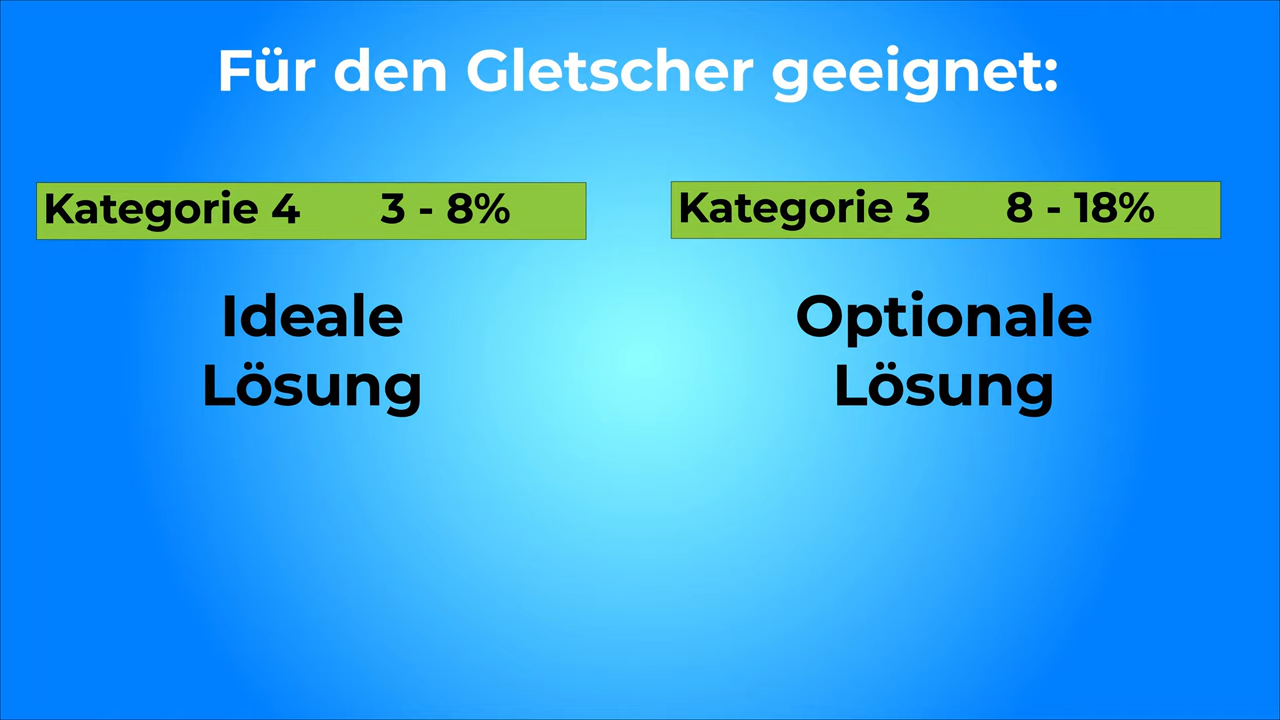 Für den Gletscher geeignet:
Kategorie 4 3 - 8%
Kategorie 3 8 - 18%
Ideale
Lösung
Optionale
Lösung